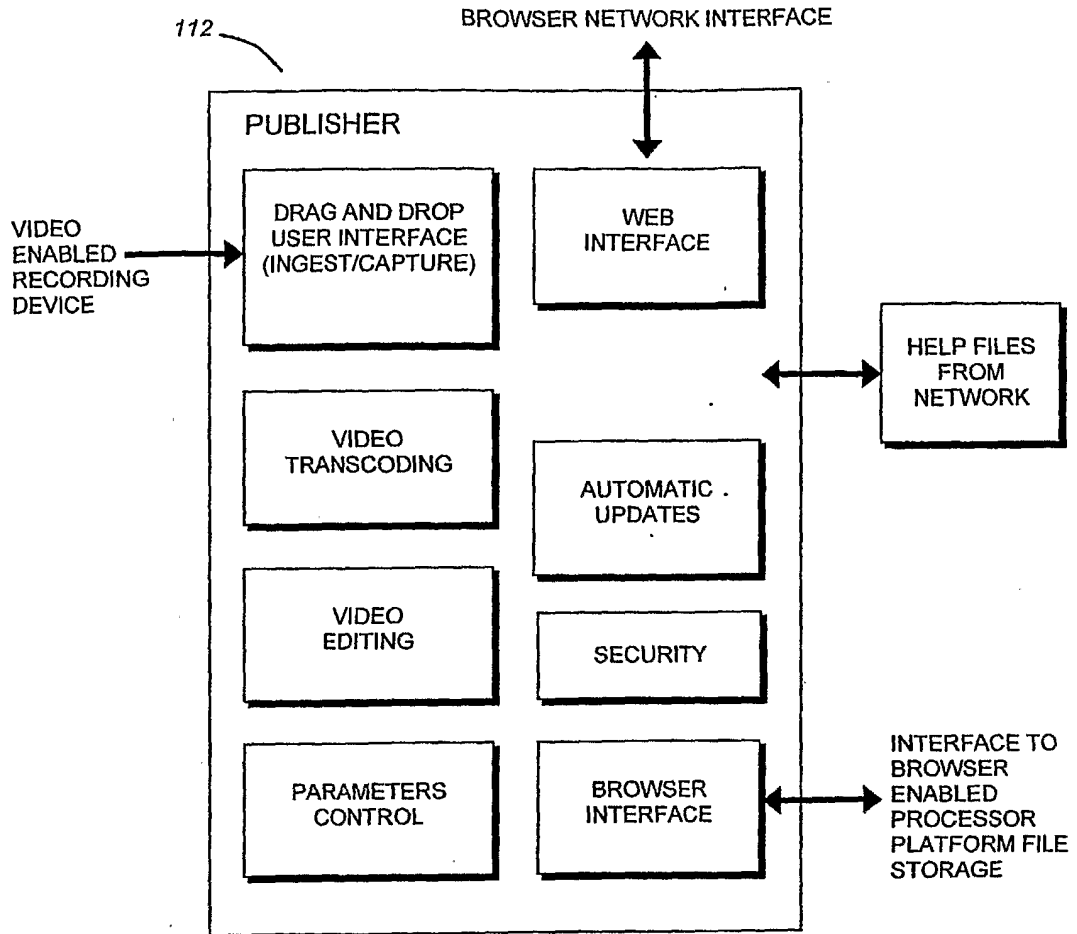 112
BROWSER NETWORK INTERFACE
PUBLISHER
DRAG AND DROP
USER INTERFACE
(INGEST/CAPTURE)
WEB
INTERFACE
VIDEO
ENABLED
RECORDING
DEVICE
HELP FILES
FROM
NETWORK
VIDEO
TRANSCODING
AUTOMATIC
UPDATES
VIDEO
EDITING
SECURITY
PARAMETERS
CONTROL
BROWSER
INTERFACE
INTERFACE TO
BROWSER
ENABLED
PROCESSOR
PLATFORM FILE
STORAGE